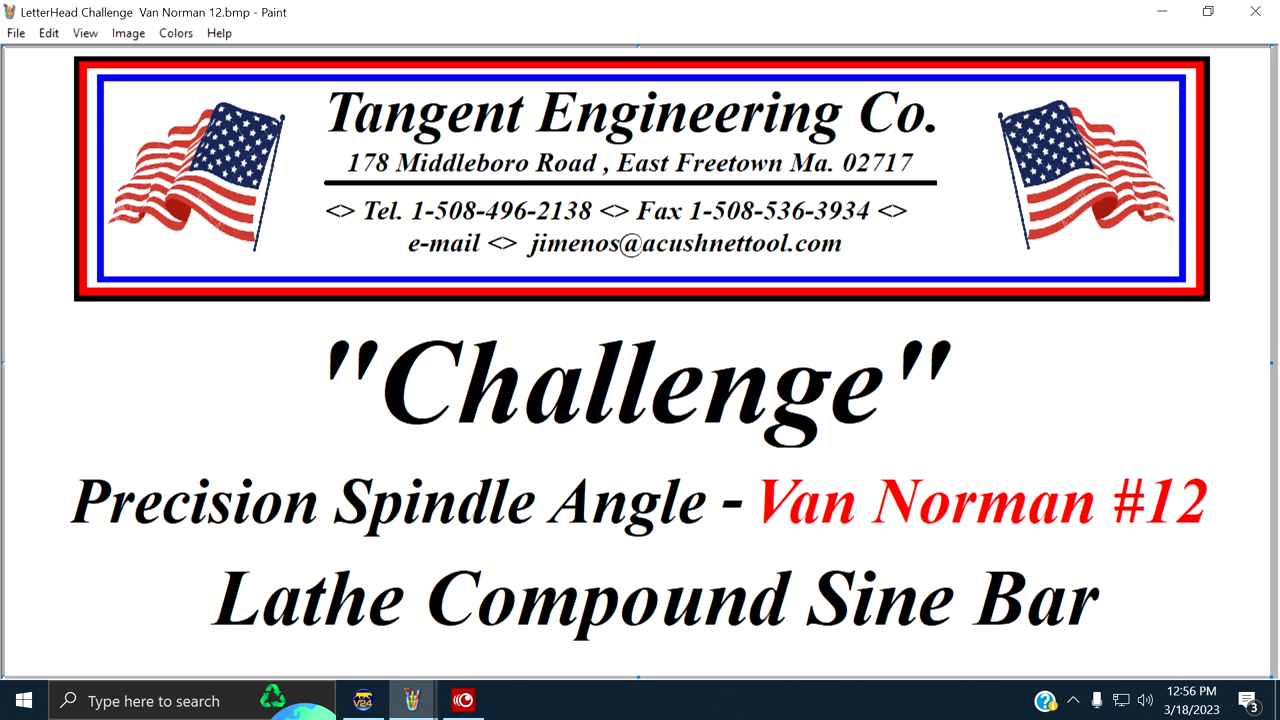 LetterHead Challenge  Van Norman 12.bmp - Paint
File Edit View Image Colors Help
Tangent Engineering Co.
178 Middleboro Road , East Freetown Ma. 02717
<> Tel. 1-508-496-2138 <> Fax 1-508-536-3934 <>
e-mail <>  jimenos@acushnettool.com
"Challenge"
Precision Spindle Angle - Van Norman #12
Lathe Compound Sine Bar
Type here to search
V24
12:56 PM
3/18/2023
3